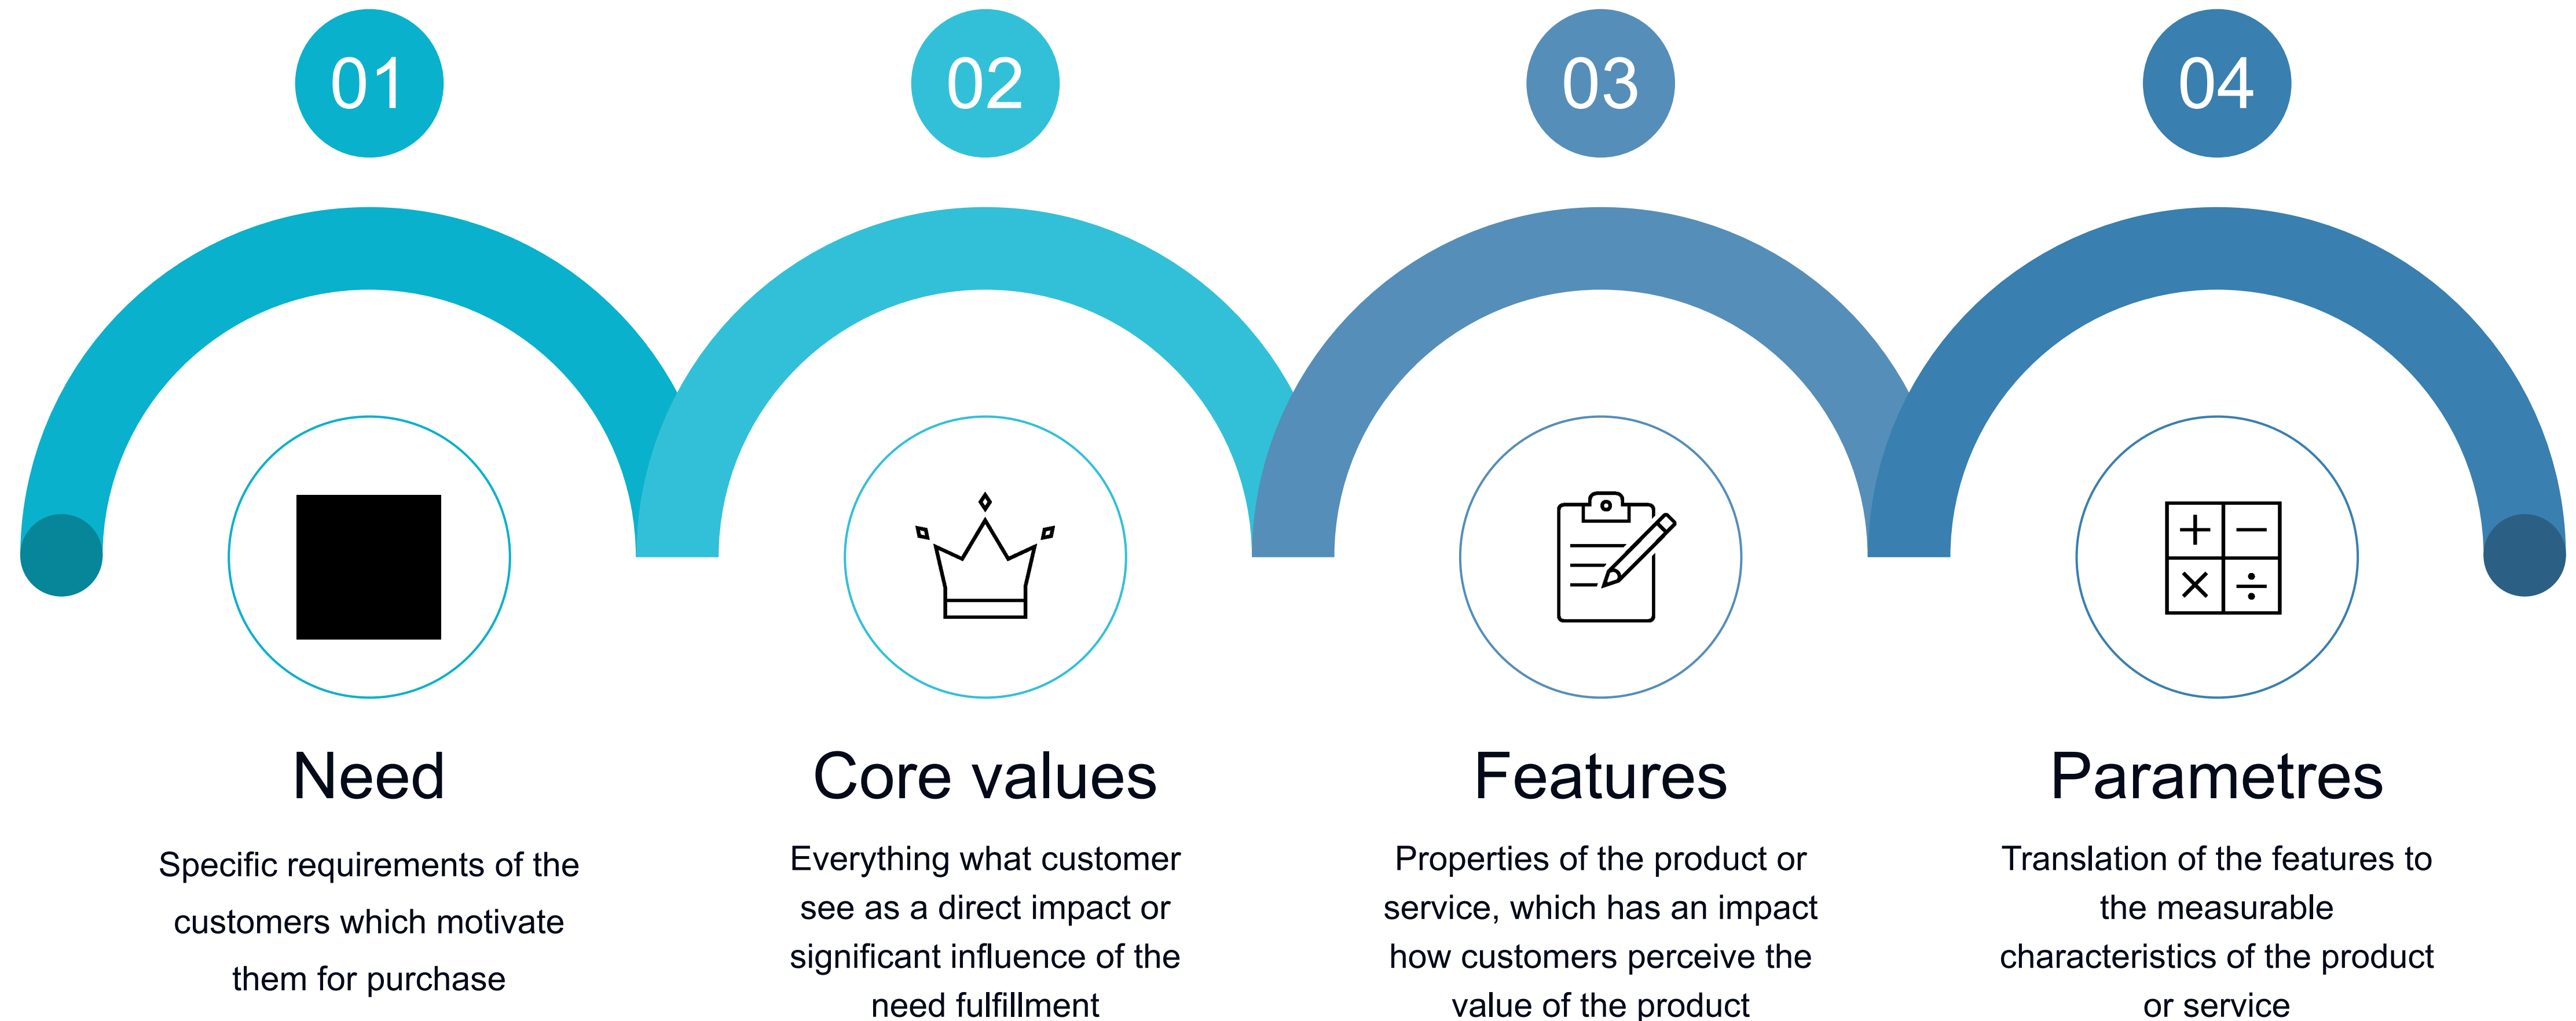 01
02
03
04
Need
Specific requirements of the
customers which motivate
them for purchase
Core values
Everything what customer
see as a direct impact or
significant influence of the
need fulfillment
Features
Properties of the product or
service, which has an impact
how customers perceive the
value of the product
Parametres
Translation of the features to
the measurable
characteristics of the product
or service